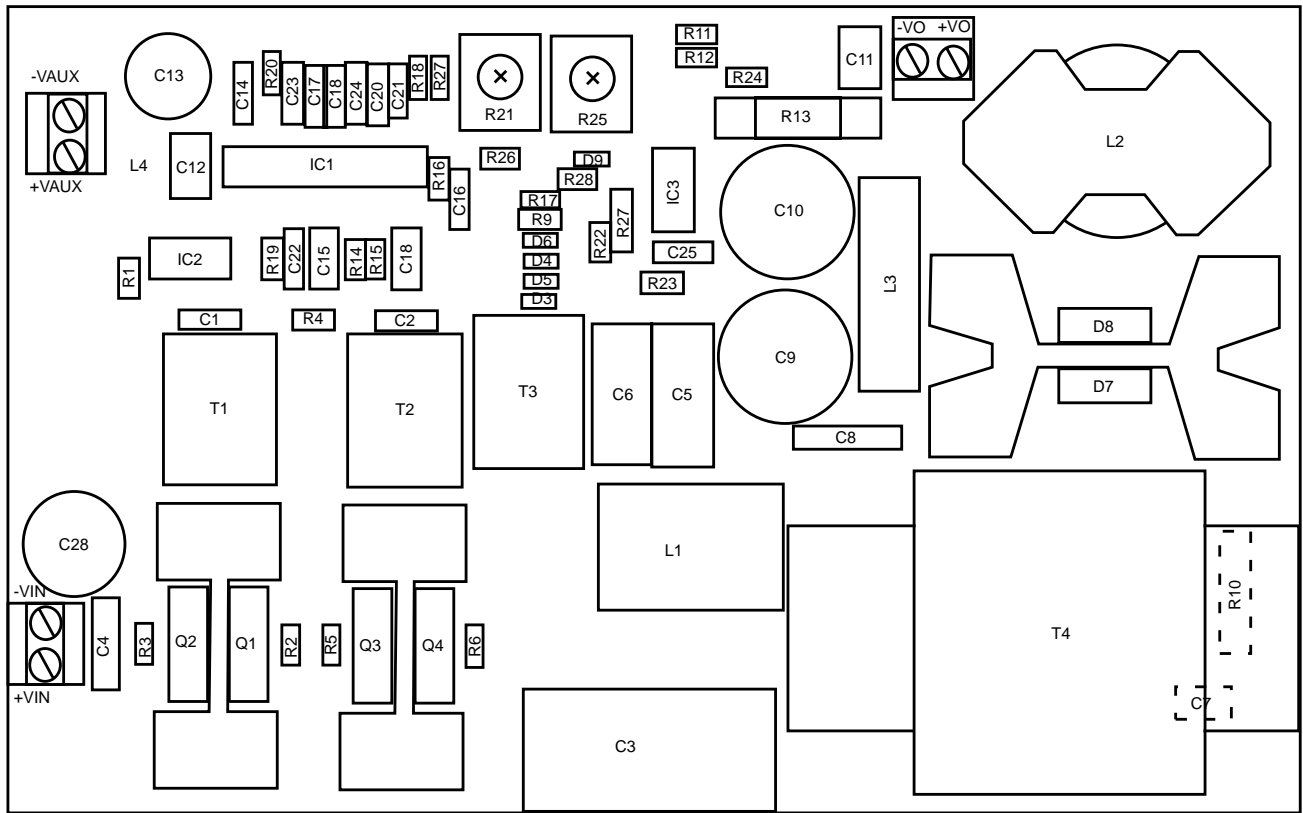 -VAUX
+VAUX
C13
L4
C12
C14
R20
C23
C17
C18
C24
C20
C21
R18
R27
R21
R25
R11
R12
R24
C11
-VO +VO
R13
L2
IC1
R16
C16
R26
D9
R28
R17
R9
D6
D4
D5
D3
R22
R27
IC3
C25
R23
C10
L3
R1
IC2
R19
C22
C15
R14
R15
C18
C1
R4
C2
T1
T2
T3
C6
C5
C9
C8
D8
D7
C28
-VIN
+VIN
C4
R3
Q2
Q1
R2
R5
Q3
Q4
R6
L1
C3
T4
R10
C7